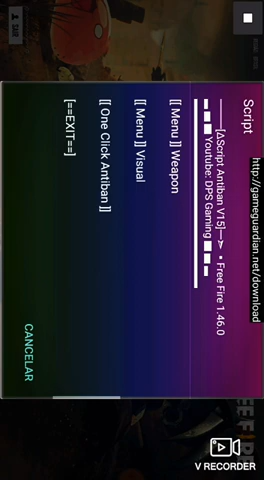 Script
http://gameguardian.net/download
━━━[ΔScript Antiban V15]━➣ ▪ Free Fire 1.46.0
■ ■ ■ Youtube: DPS Gaming ■ ■ ■
[[ Menu ]] Weapon
[[ Menu ]] Visual
[[ One Click Antiban ]]
[==EXIT==]
CANCELAR
V RECORDER